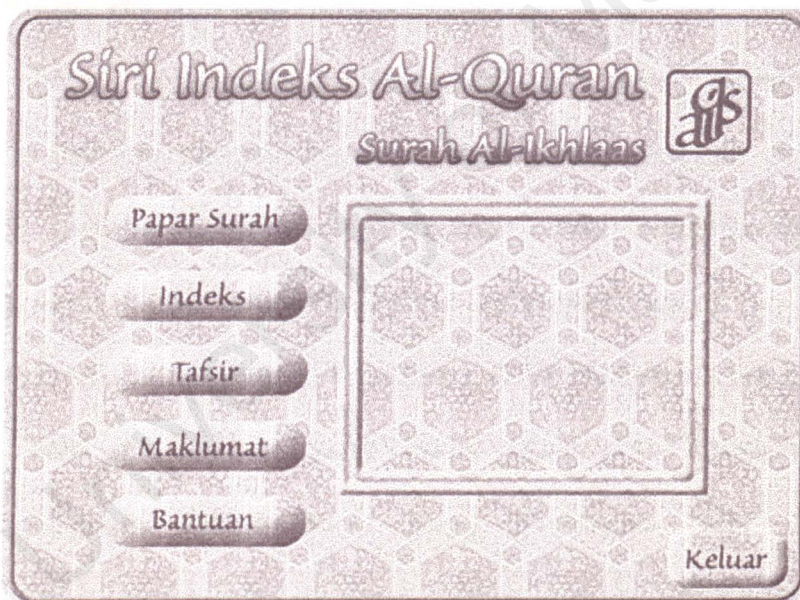 Siri Indeks Al-Quran
Surah Al-Ikhlaas
Papar Surah
Indeks
Tafsir
Maklumat
Bantuan
Keluar